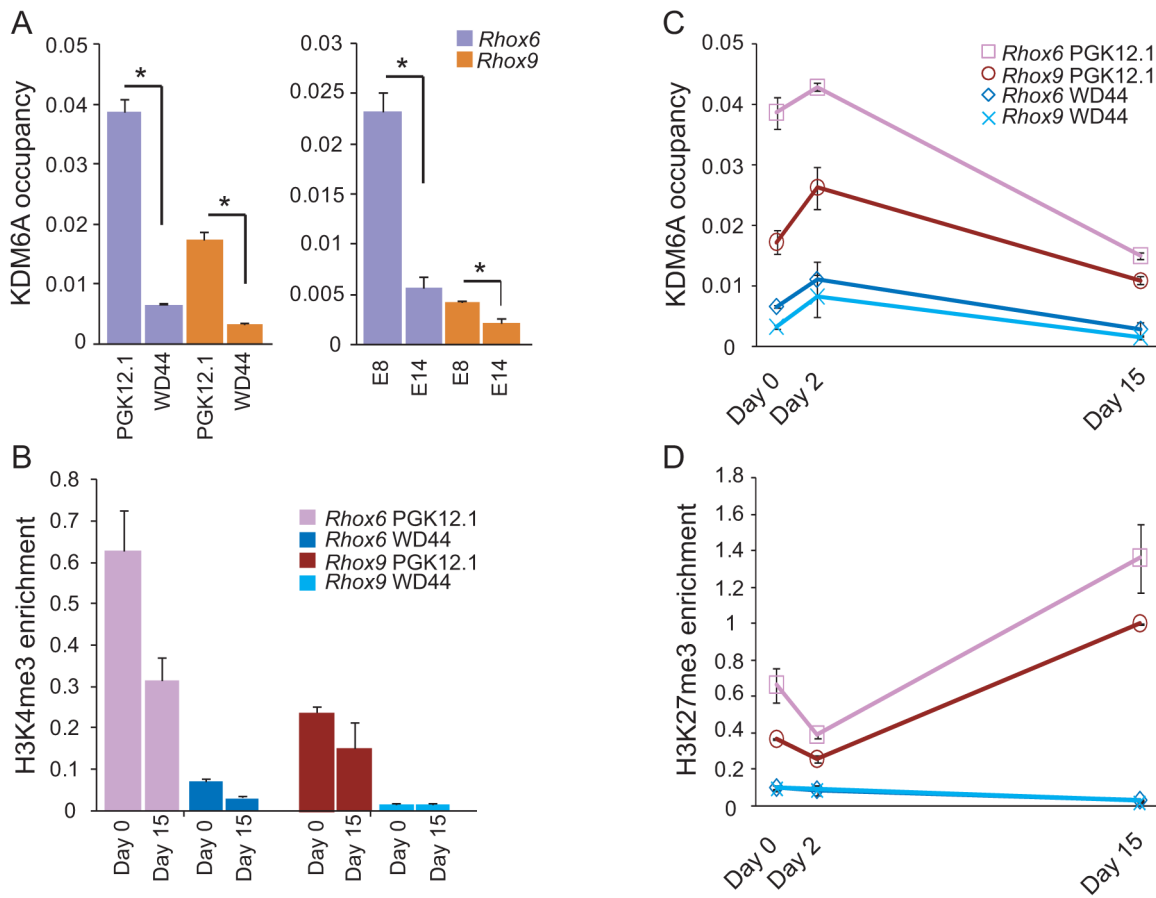 A
KDM6A occupancy
0.05
0.04
0.03
0.02
0.01
0
*
*
PGK12.1
WD44
PGK12.1
WD44
0.03
0.025
0.02
0.015
0.01
0.005
0
*
*
E8
E14
E8
E14
Rhox6
Rhox9
C
KDM6A occupancy
0.05
0.04
0.03
0.02
0.01
0
Rhox6 PGK12.1
Rhox9 PGK12.1
Rhox6 WD44
Rhox9 WD44
Day 0
Day 2
Day 15
B
H3K4me3 enrichment
0.8
0.7
0.6
0.5
0.4
0.3
0.2
0.1
0
Rhox6 PGK12.1
Rhox6 WD44
Rhox9 PGK12.1
Rhox9 WD44
Day 0
Day 15
Day 0
Day 15
Day 0
Day 15
Day 0
Day 15
D
H3K27me3 enrichment
1.8
1.6
1.4
1.2
1
0.8
0.6
0.4
0.2
0
Day 0
Day 2
Day 15